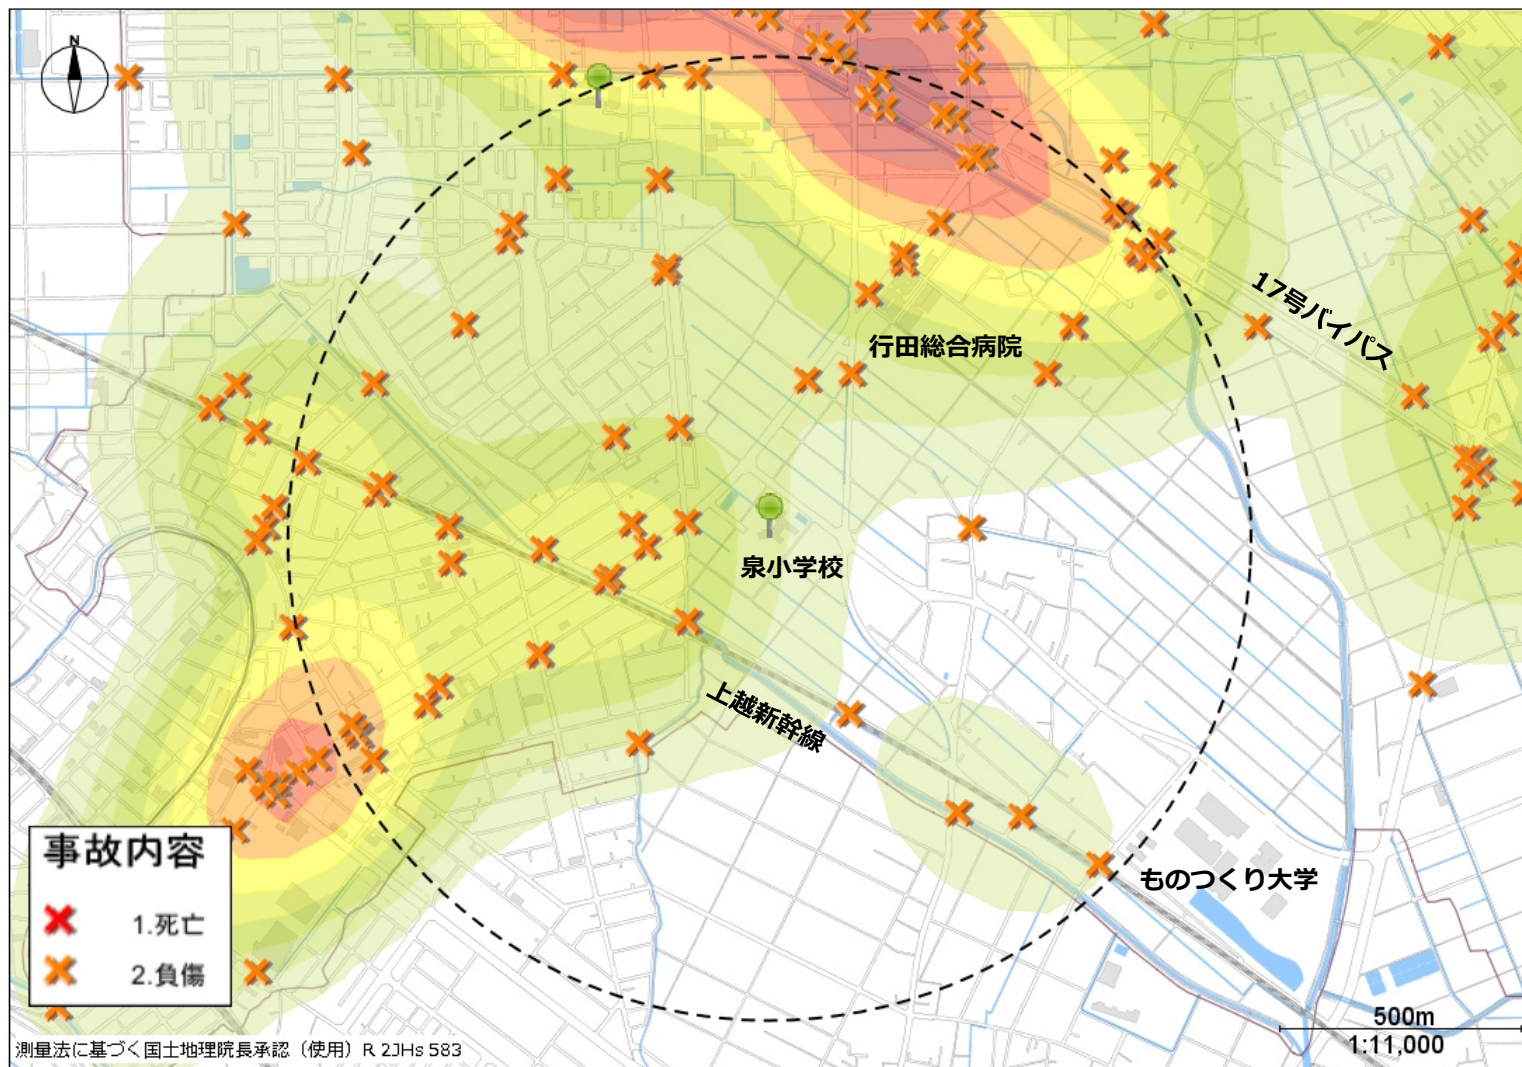 N
17号バイパス
行田総合病院
泉小学校
上越新幹線
ものつくり大学
事故内容
1.死亡
2.負傷
500m
1:11,000
測量法に基づく国土地理院長承認（使用）R 2JHs 583